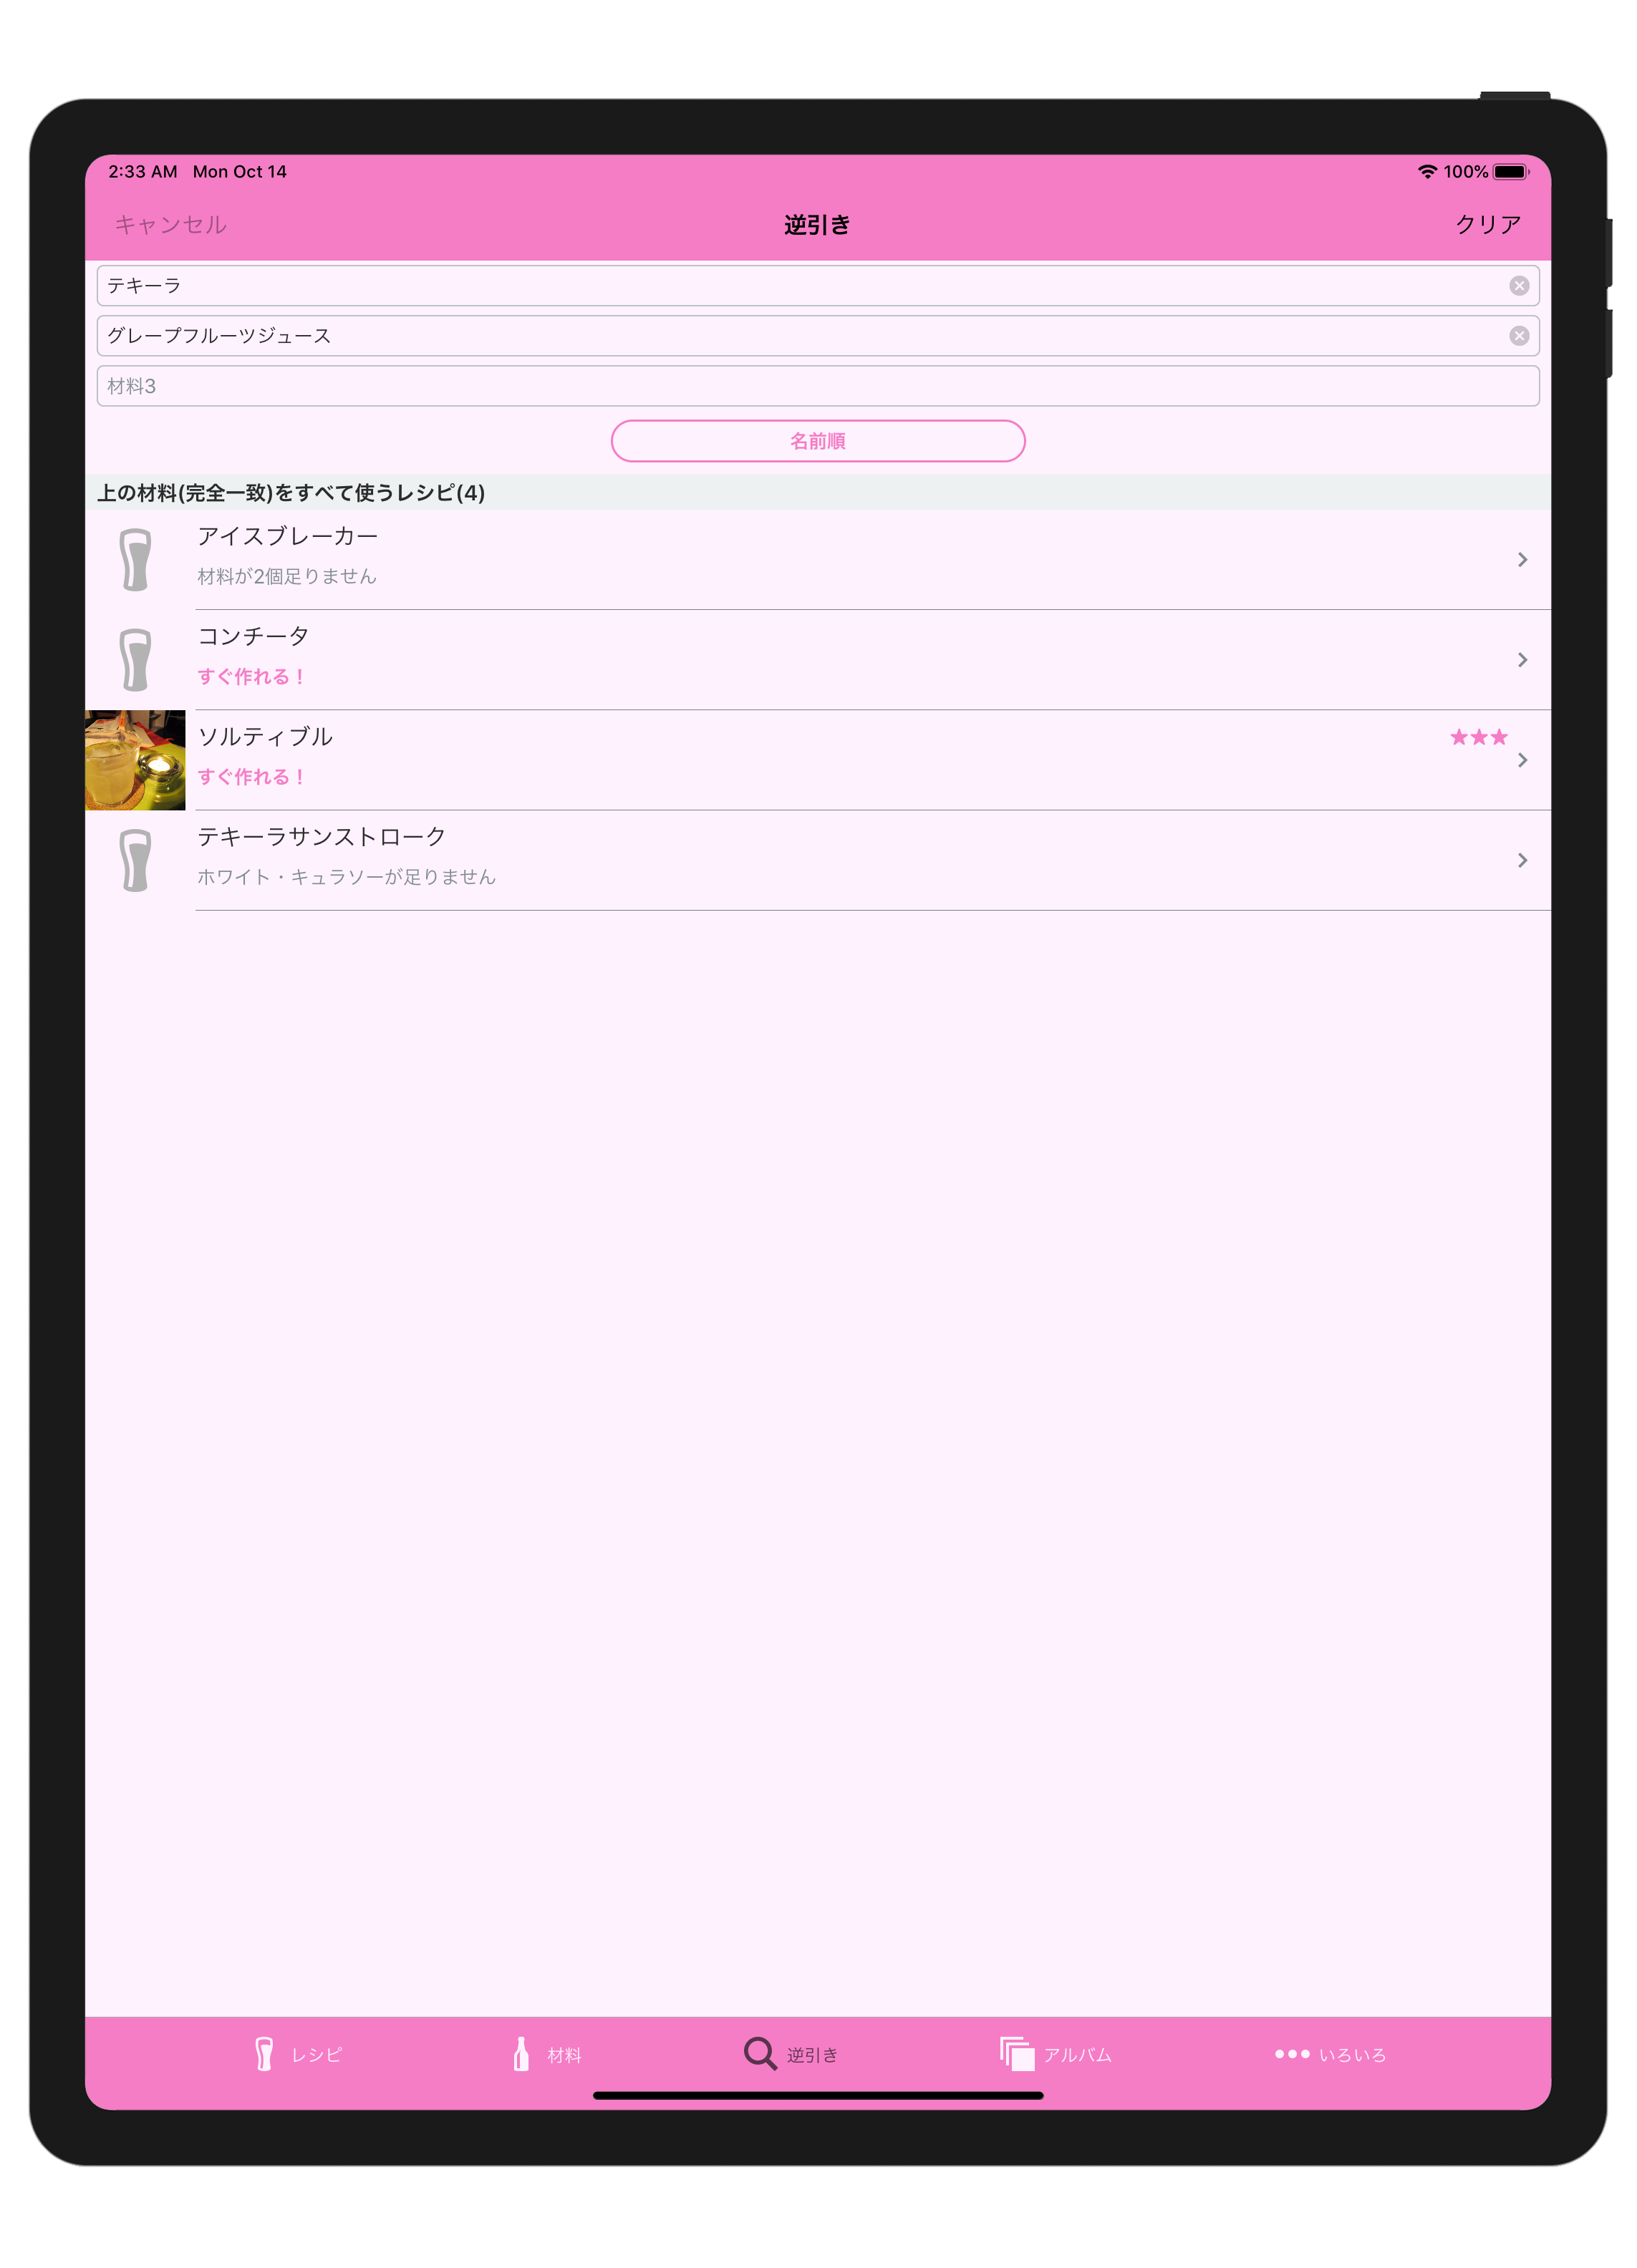 2:33 AM Mon Oct 14 100%
キャンセル 逆引き クリア
テキーラ
グレープフルーツジュース
材料3
名前順
上の材料(完全一致)をすべて使うレシピ(4)
アイスブレーカー
材料が2個足りません
コンチータ
すぐ作れる！
ソルティブル ★★★
すぐ作れる！
テキーラサンストローク
ホワイト・キュラソーが足りません
レシピ 材料 逆引き アルバム いろいろ